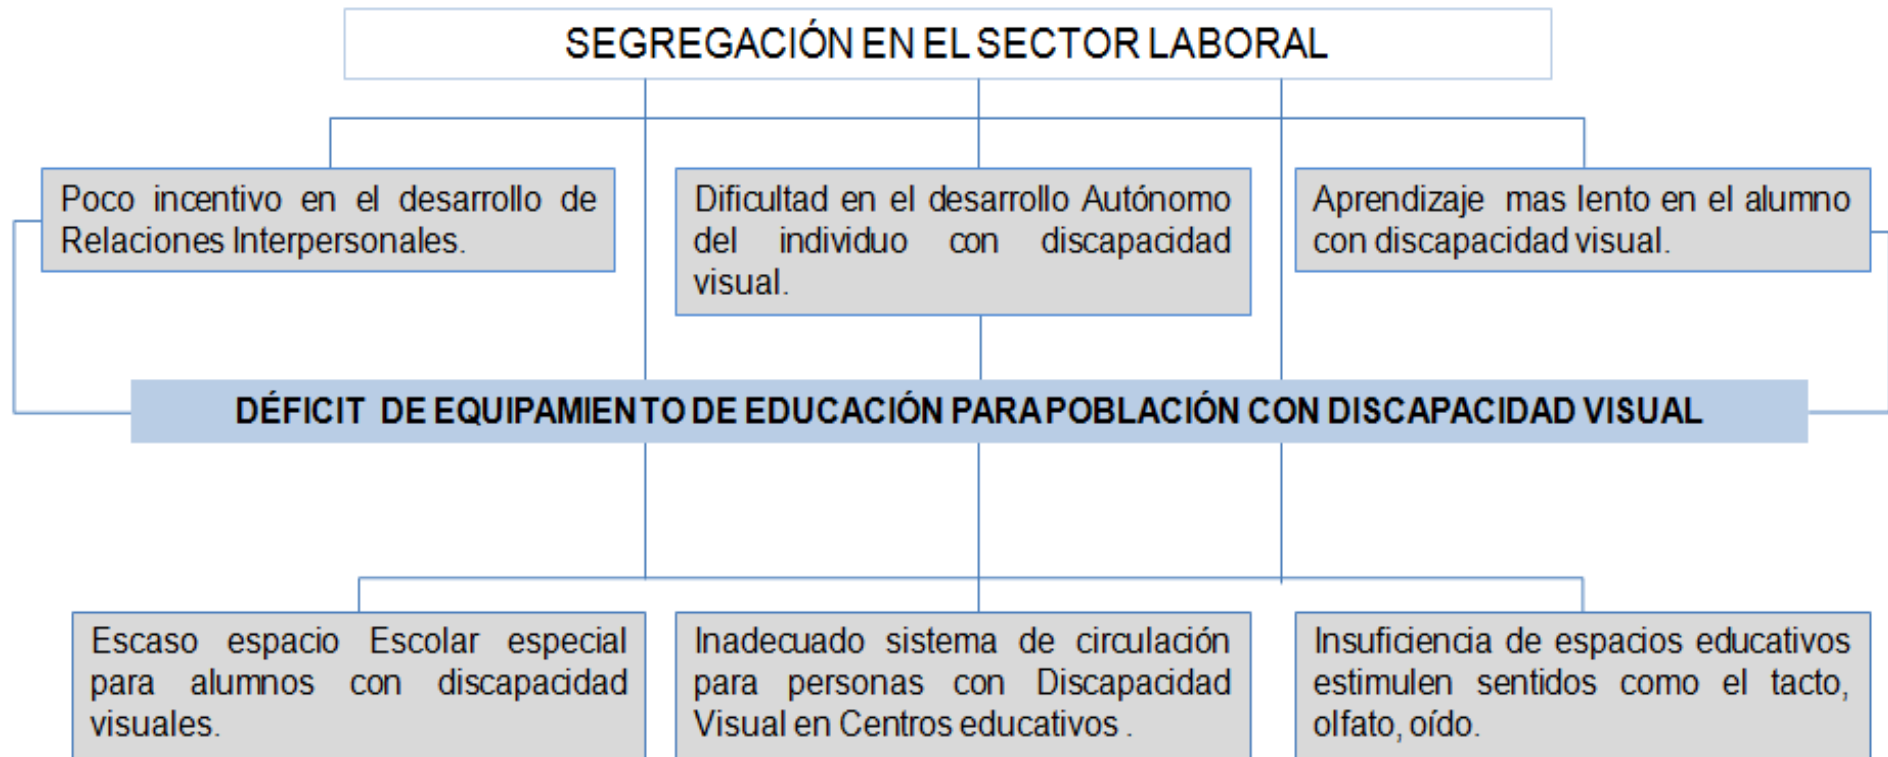 SEGREGACIÓN EN EL SECTOR LABORAL
Poco incentivo en el desarrollo de
Relaciones Interpersonales.
Dificultad en el desarrollo Autónomo
del individuo con discapacidad
visual.
Aprendizaje mas lento en el alumno
con discapacidad visual.
DÉFICIT DE EQUIPAMIENTO DE EDUCACIÓN PARA POBLACIÓN CON DISCAPACIDAD VISUAL
Escaso espacio Escolar especial
para alumnos con discapacidad
visuales.
Inadecuado sistema de circulación
para personas con Discapacidad
Visual en Centros educativos .
Insuficiencia de espacios educativos
estimulen sentidos como el tacto,
olfato, oído.